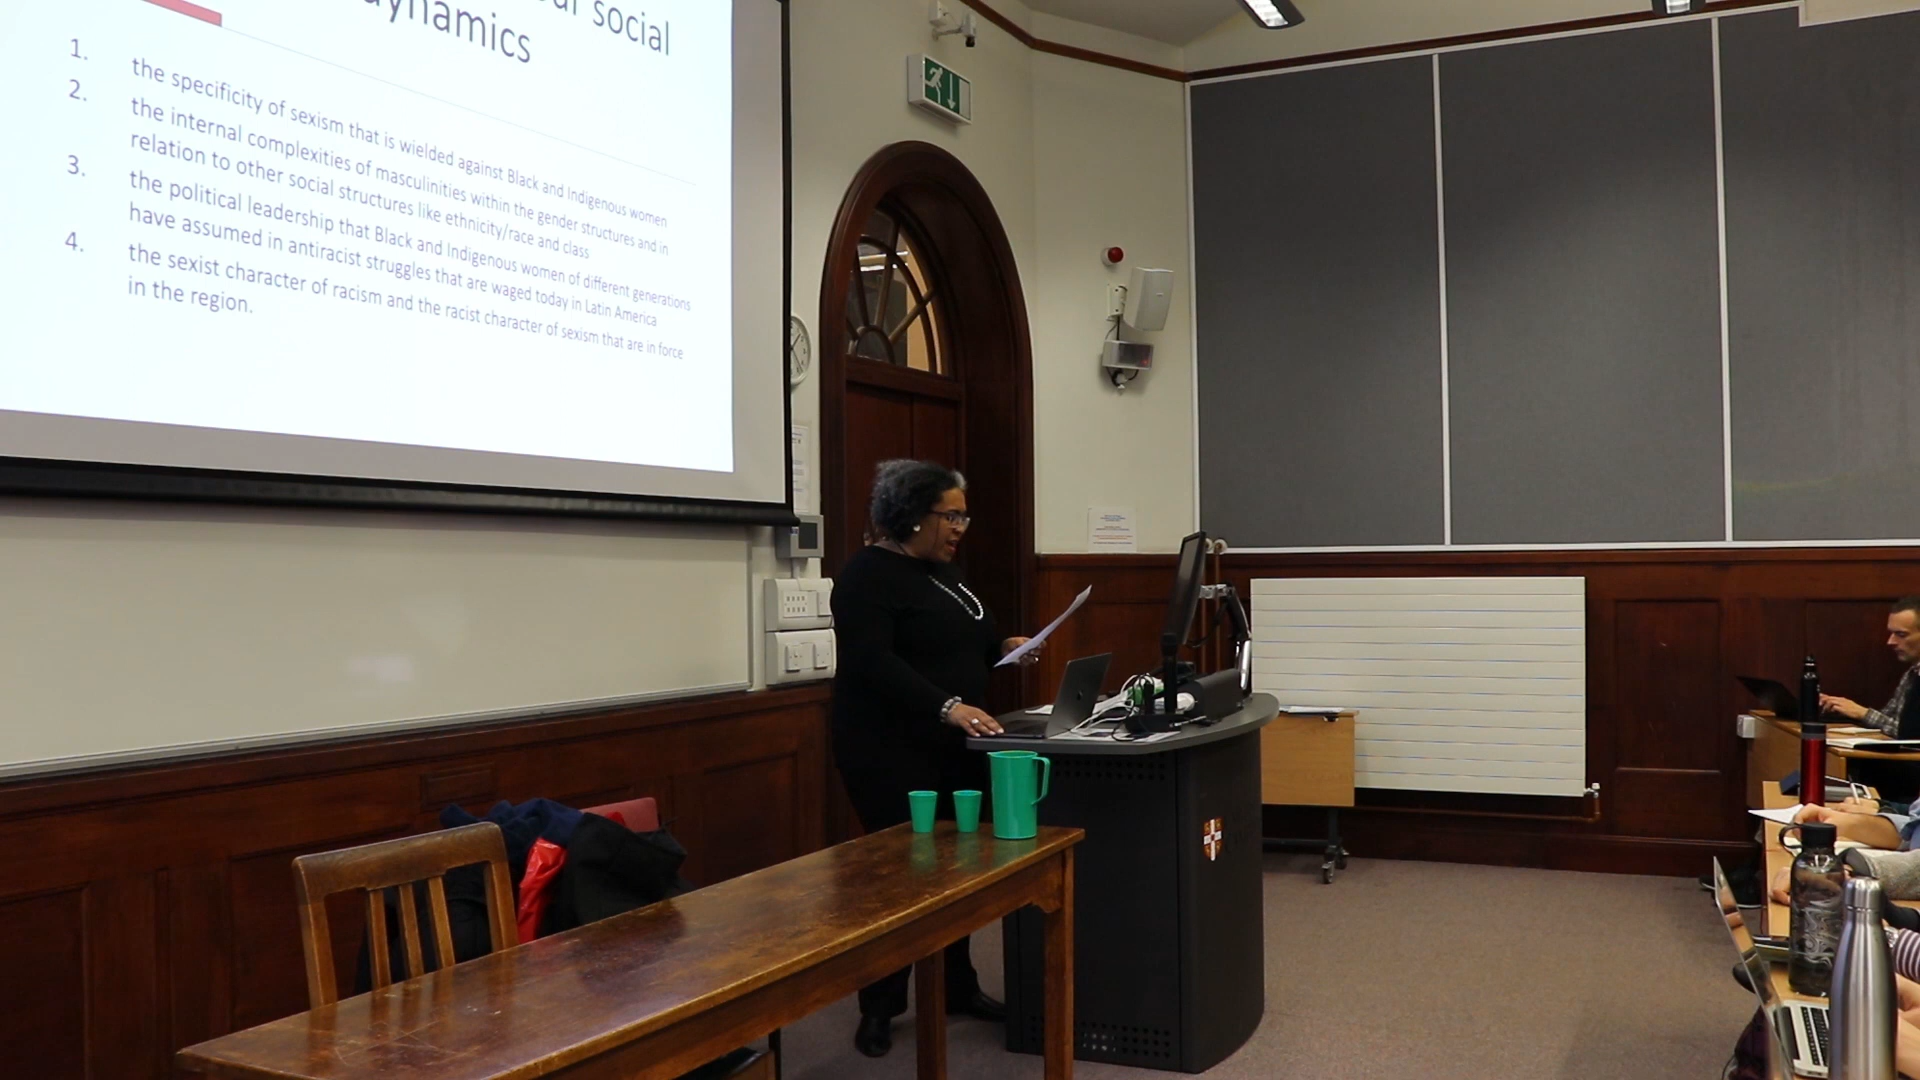 social
dynamics
1. the specificity of sexism that is wielded against Black and Indigenous women
2. the internal complexities of masculinities within the gender structures and in
relation to other social structures like ethnicity/race and class
3. the political leadership that Black and Indigenous women of different generations
have assumed in antiracist struggles that are waged today in Latin America
4. the sexist character of racism and the racist character of sexism that are in force
in the region.